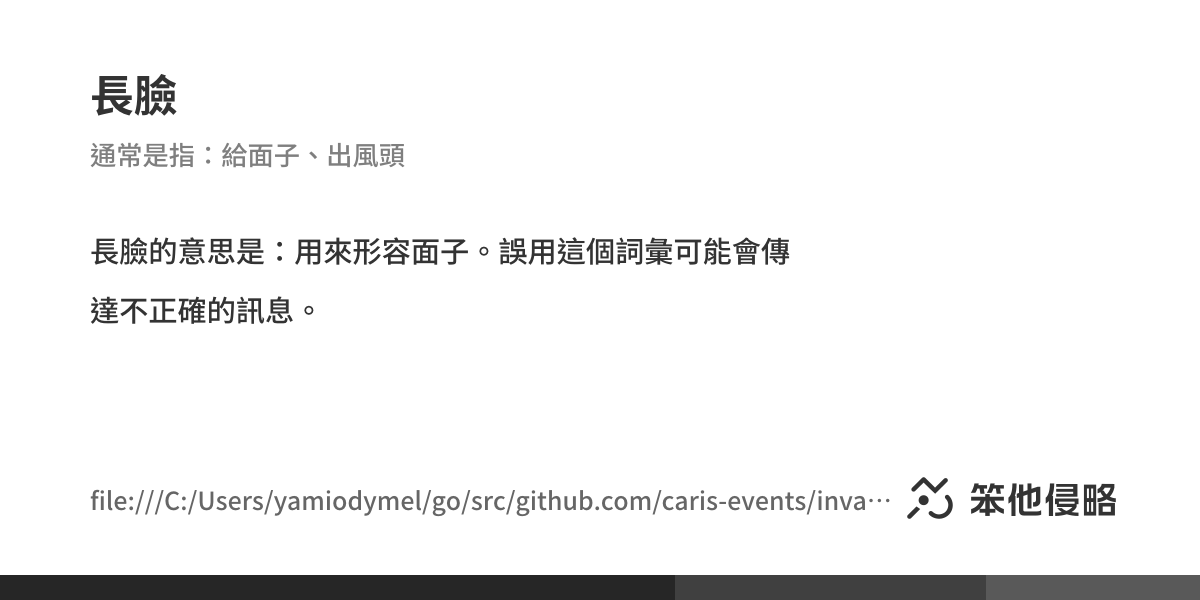 長臉
通常是指：給面子、出風頭
長臉的意思是：用來形容面子。誤用這個詞彙可能會傳
達不正確的訊息。
file:///C:/Users/yamiodymel/go/src/github.com/caris-events/inva⋯
笨他侵略